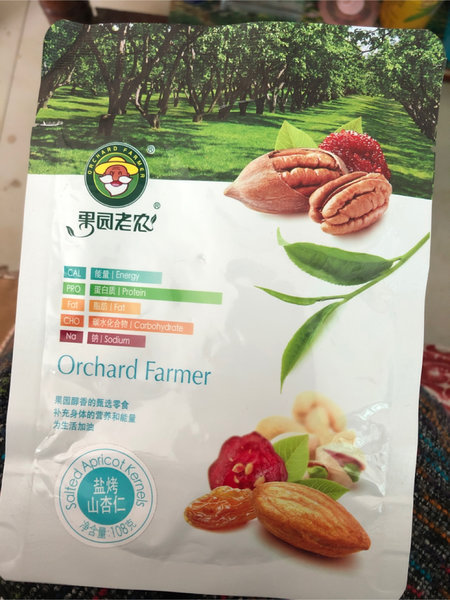 ORCHARD FARMER
®
果园老农®
CAL 能量 | Energy
PRO 蛋白质 | Protein
Fat 脂肪 | Fat
CHO 碳水化合物 | Carbohydrate
Na 钠 | Sodium
Orchard Farmer
果园醇香的甄选零食
补充身体的营养和能量
为生活加油
Salted Apricot Kernels
盐烤
山杏仁
净含量:108克